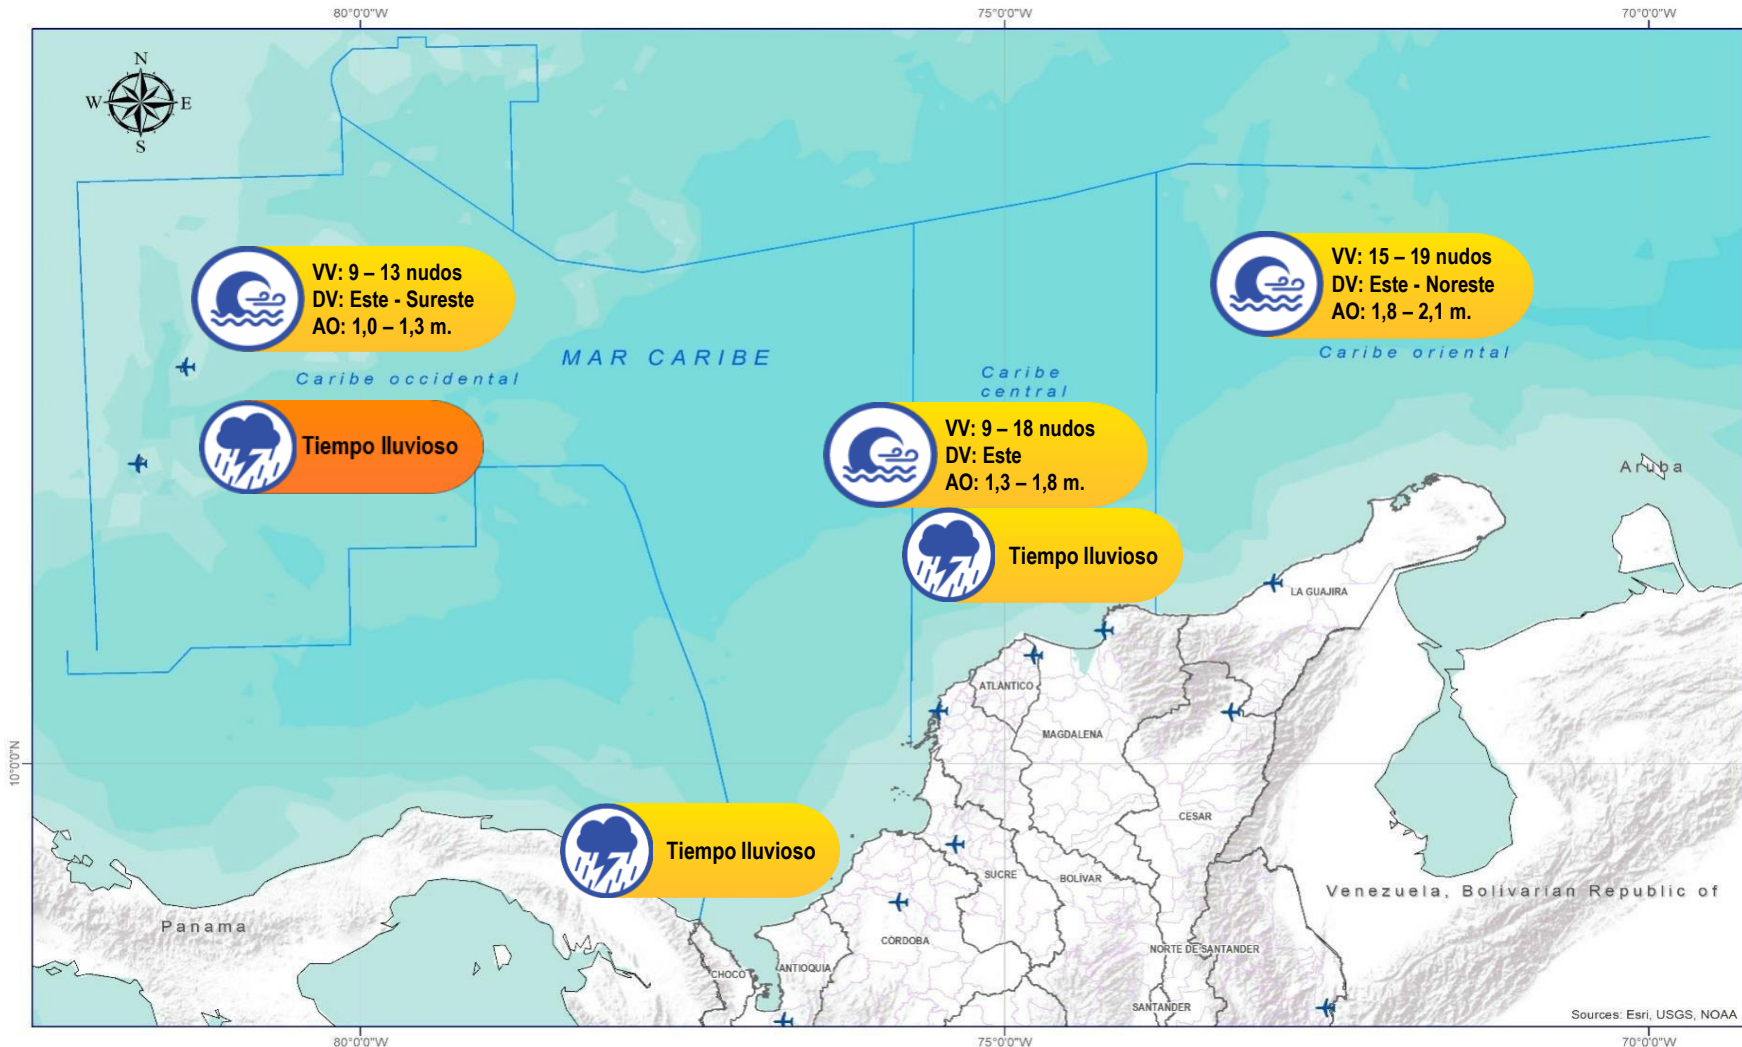 80°0'0"W
75°0'0"W
70°0'0"W
N
W
E
S
VV: 9 – 13 nudos
DV: Este - Sureste
AO: 1,0 – 1,3 m.
VV: 15 – 19 nudos
DV: Este - Noreste
AO: 1,8 – 2,1 m.
MAR CARIBE
Caribe occidental
Caribe
central
Caribe oriental
Tiempo lluvioso
VV: 9 – 18 nudos
DV: Este
AO: 1,3 – 1,8 m.
Aruba
Tiempo lluvioso
LA GUAJIRA
ATLÁNTICO
MAGDALENA
10°0'0"N
CESAR
Tiempo lluvioso
SUCRE
BOLÍVAR
Venezuela, Bolivarian Republic of
Panama
CÓRDOBA
NORTE DE SANTANDER
CHOCO
ANTIOQUIA
SANTANDER
Sources: Esri, USGS, NOAA
80°0'0"W
75°0'0"W
70°0'0"W